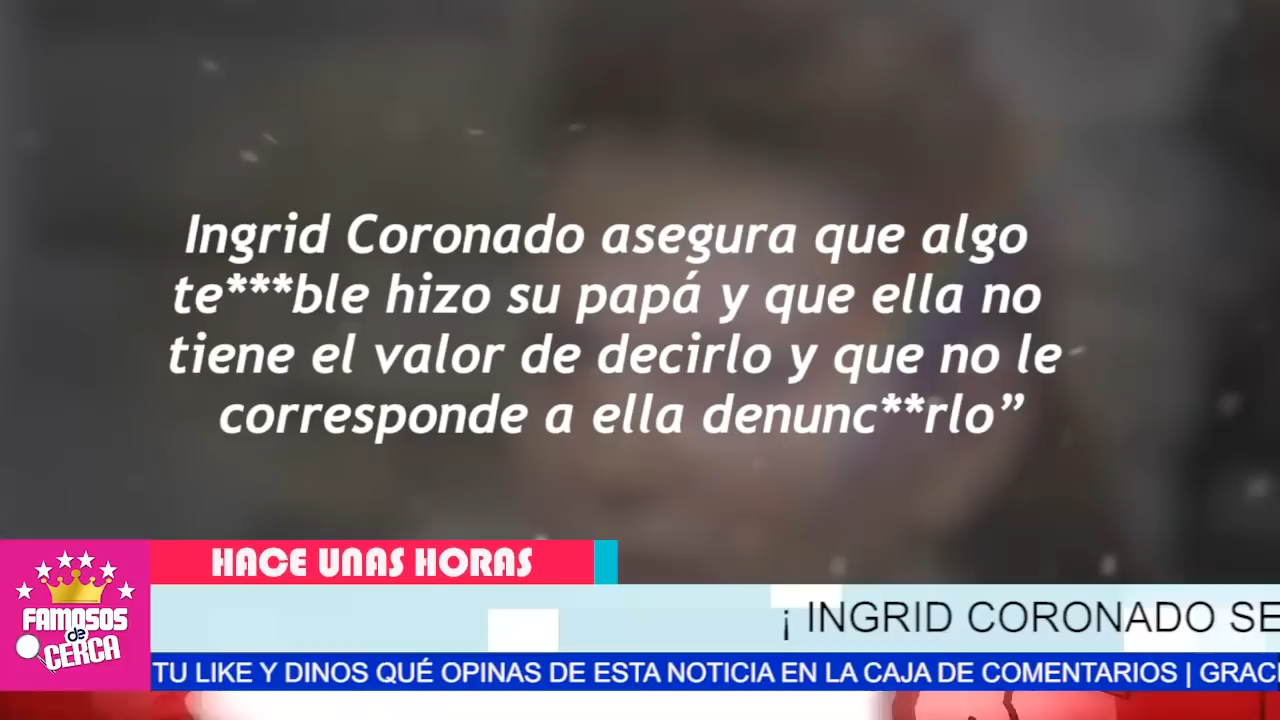 Ingrid Coronado asegura que algo
te***ble hizo su papá y que ella no
tiene el valor de decirlo y que no le
corresponde a ella denunc**rlo”
HACE UNAS HORAS
FAMOSOS
de
CERCA
¡ INGRID CORONADO SE
TU LIKE Y DINOS QUÉ OPINAS DE ESTA NOTICIA EN LA CAJA DE COMENTARIOS | GRACI